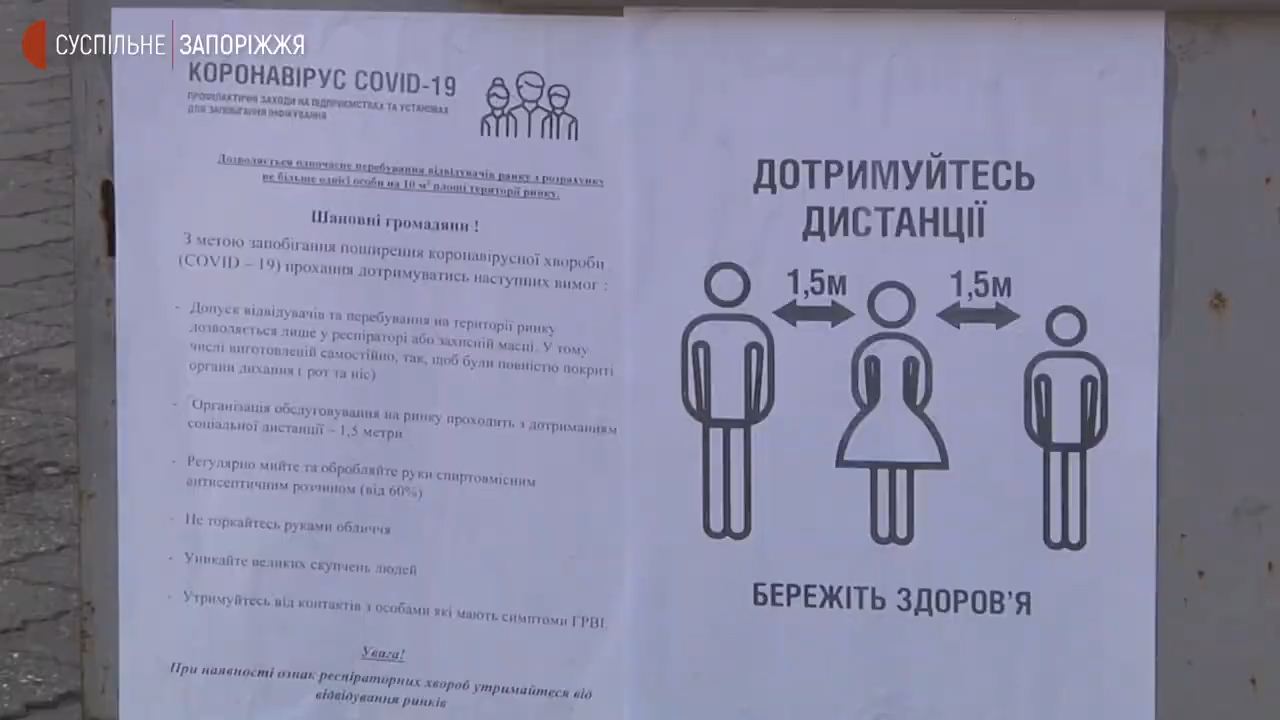 СУСПІЛЬНЕ ЗАПОРІЖЖЯ
КОРОНАВІРУС COVID-19
ПРОФІЛАКТИЧНІ ЗАХОДИ НА ПІДПРИЄМСТВАХ ТА УСТАНОВАХ
ДЛЯ ЗАПОБІГАННЯ ІНФІКУВАННЯ
Дозволяється одночасне перебування відвідувачів ринку з розрахунку
не більше однієї особи на 10 м² площі території ринку.
Шановні громадяни !
З метою запобігання поширення коронавірусної хвороби
(COVID – 19) прохання дотримуватись наступних вимог :
- Допуск відвідувачів та перебування на території ринку
дозволяється лише у респіраторі або захисній масці. У тому
числі виготовленій самостійно, так, щоб були повністю покриті
органи дихання ( рот та ніс)
- Організація обслуговування на ринку проходить з дотриманням
соціальної дистанції – 1,5 метри
- Регулярно мийте та обробляйте руки спиртовмісним
антисептичним розчином (від 60%)
- Не торкайтесь руками обличчя
- Уникайте великих скупчень людей
- Утримуйтесь від контактів з особами які мають симптоми ГРВІ.
Увага!
При наявності ознак респіраторних хвороб утримайтеся від
відвідування ринків
ДОТРИМУЙТЕСЬ
ДИСТАНЦІЇ
1,5м 1,5м
БЕРЕЖІТЬ ЗДОРОВ'Я